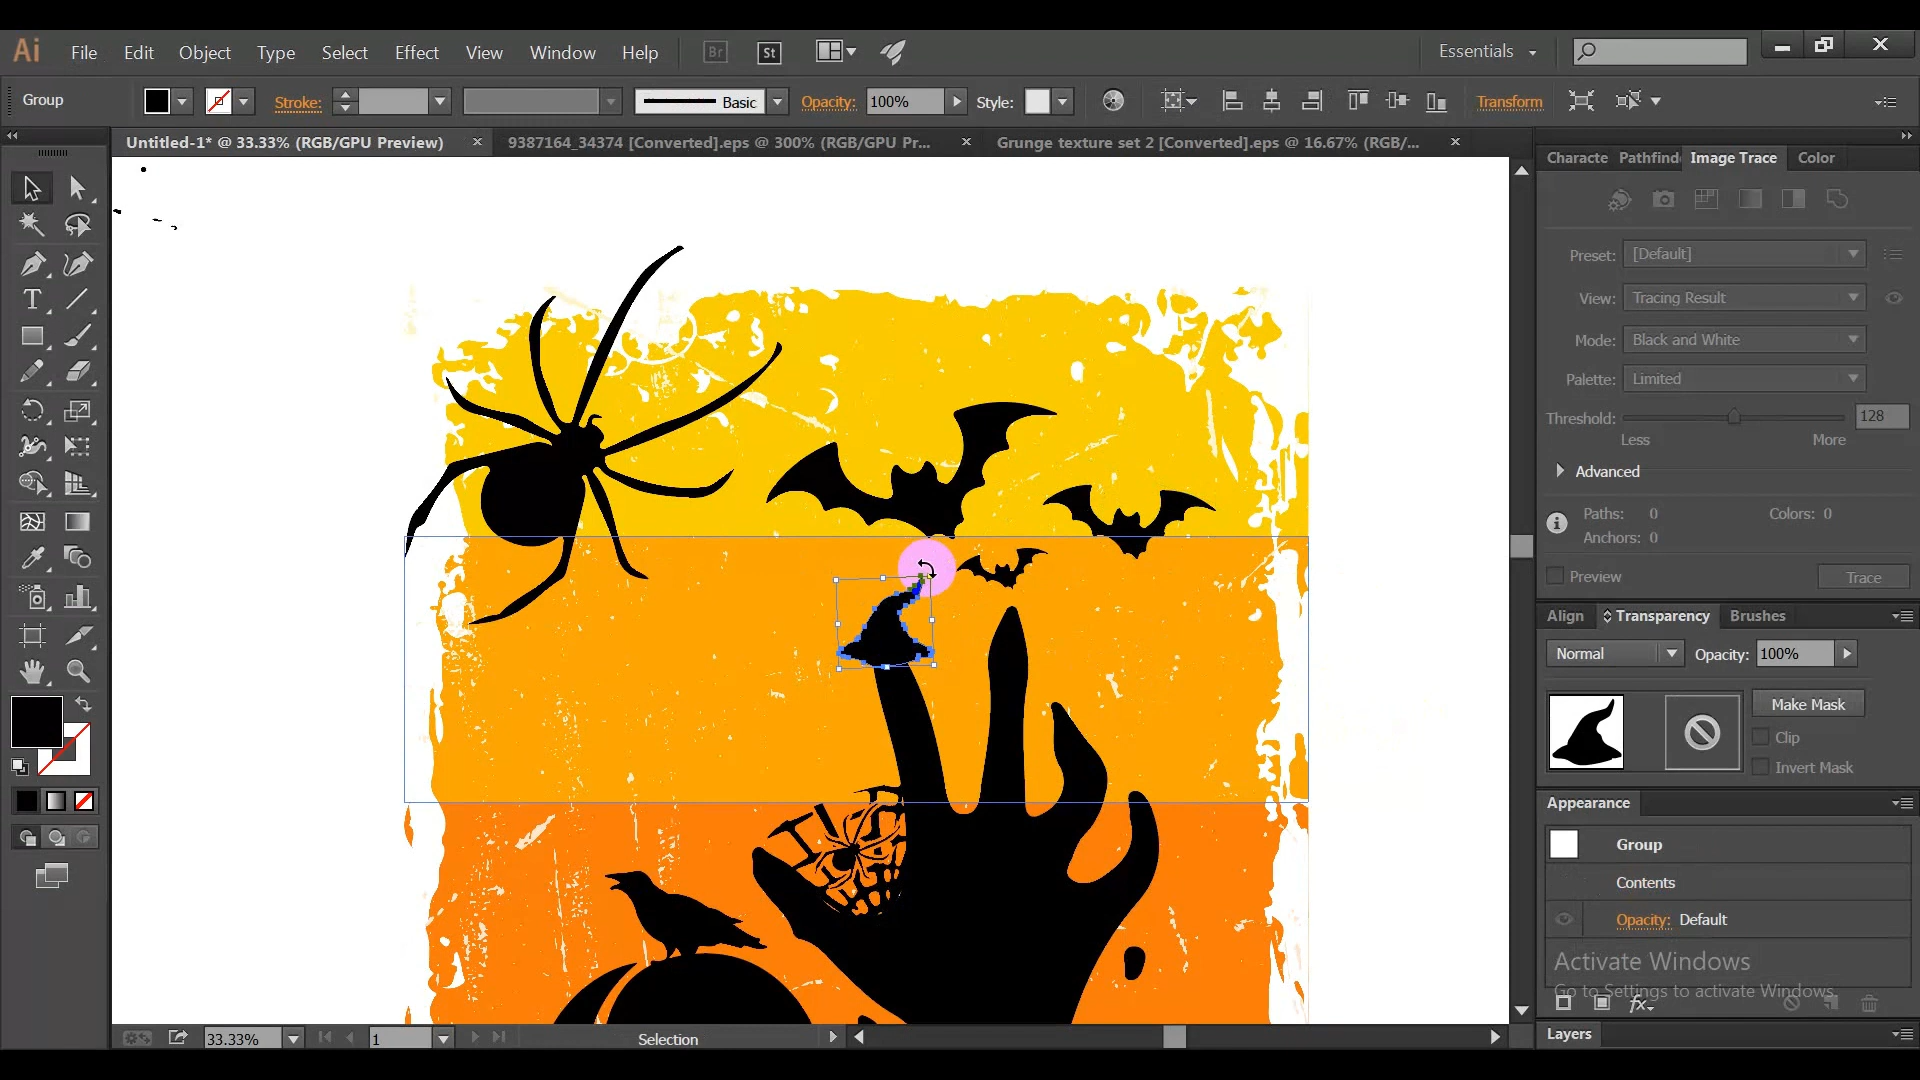 Ai File Edit Object Type Select Effect View Window Help Br St Essentials
Group Stroke: Basic Opacity: 100% Style: Transform
Untitled-1* @ 33.33% (RGB/GPU Preview) × 9387164_34374 [Converted].eps @ 300% (RGB/GPU Pr... × Grunge texture set 2 [Converted].eps @ 16.67% (RGB/... ×
Characte Pathfind Image Trace Color
Preset: [Default]
View: Tracing Result
Mode: Black and White
Palette: Limited
Threshold: 128
Less More
Advanced
Paths: 0 Colors: 0
Anchors: 0
Preview Trace
Align Transparency Brushes
Normal Opacity: 100%
Make Mask
Clip
Invert Mask
Appearance
Group
Contents
Opacity: Default
Activate Windows
Go to Settings to activate Windows.
fx
Layers
33.33% 1 Selection